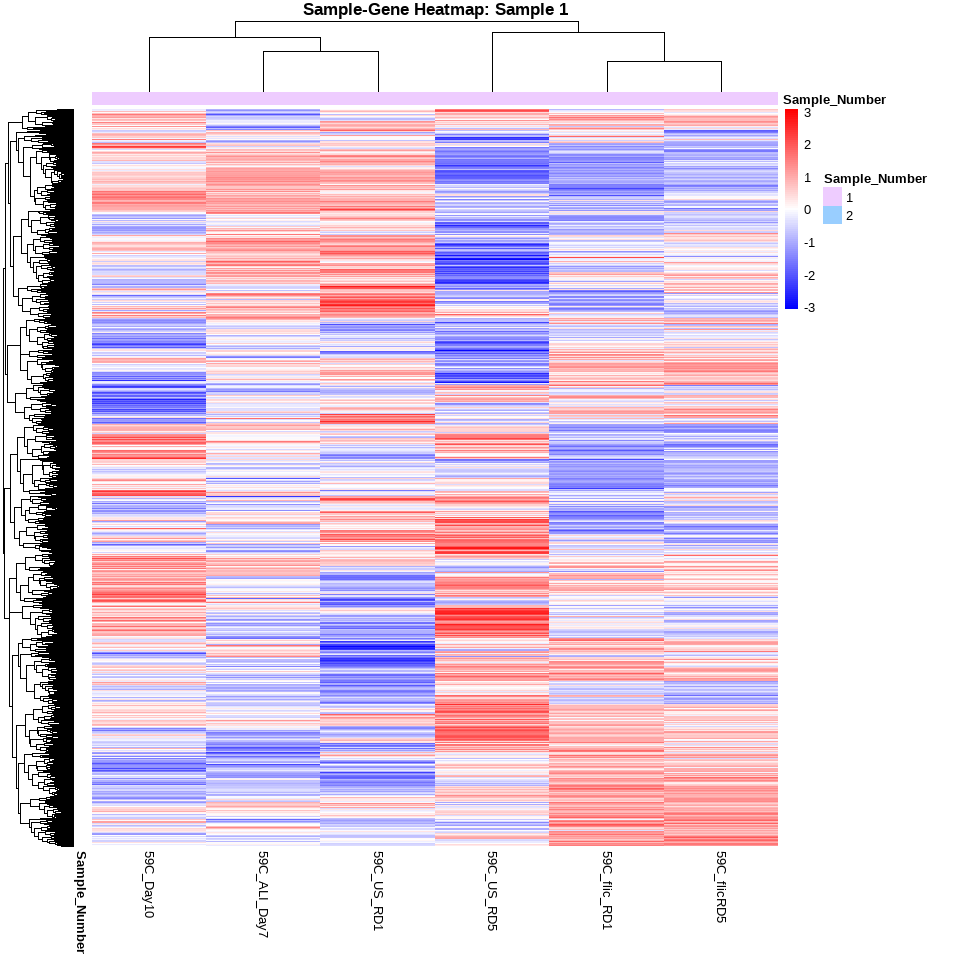 Sample-Gene Heatmap: Sample 1
Sample_Number
3
2
1
0
-1
-2
-3
Sample_Number
1
2
Sample_Number
59C_Day10
59C_ALI_Day7
59C_US_RD1
59C_US_RD5
59C_flic_RD1
59C_flicRD5